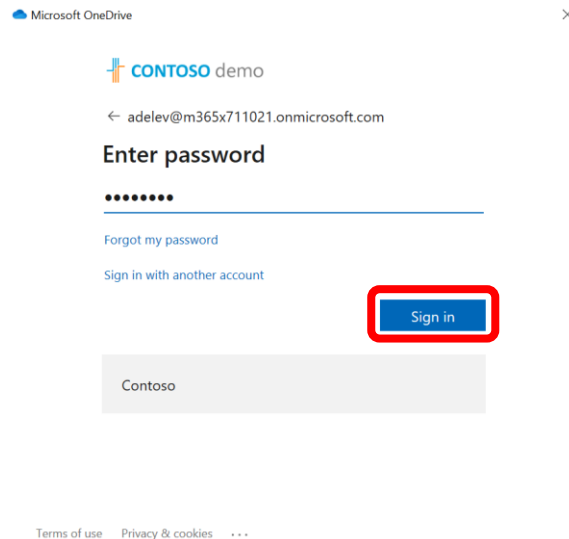 Microsoft OneDrive
CONTOSO demo
adelev@m365x711021.onmicrosoft.com
Enter password
••••••••
Forgot my password
Sign in with another account
Sign in
Contoso
Terms of use Privacy & cookies ...